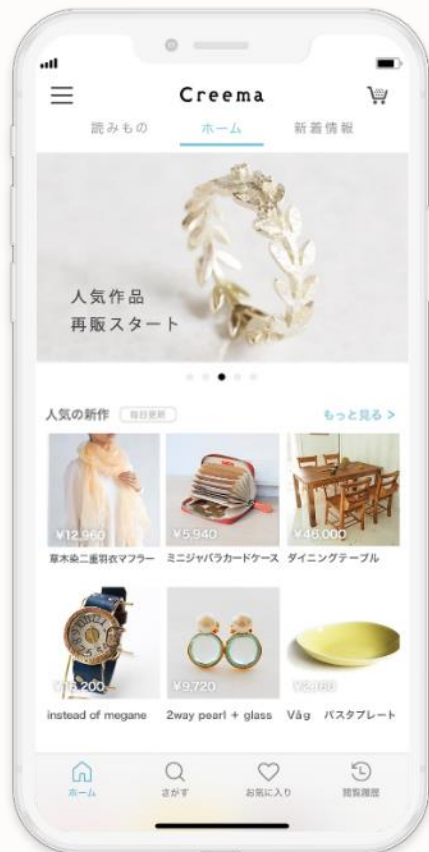 Creema
読みもの ホーム 新着情報
人気作品
再販スタート
人気の新作 毎日更新 もっと見る >
¥12,960 ¥5,940 ¥46,000
草木染二重羽衣マフラー ミニジャバラカードケース ダイニングテーブル
¥16,200 ¥9,720 ¥2,160
instead of megane 2way pearl + glass Våg パスタプレート
ホーム さがす お気に入り 閲覧履歴